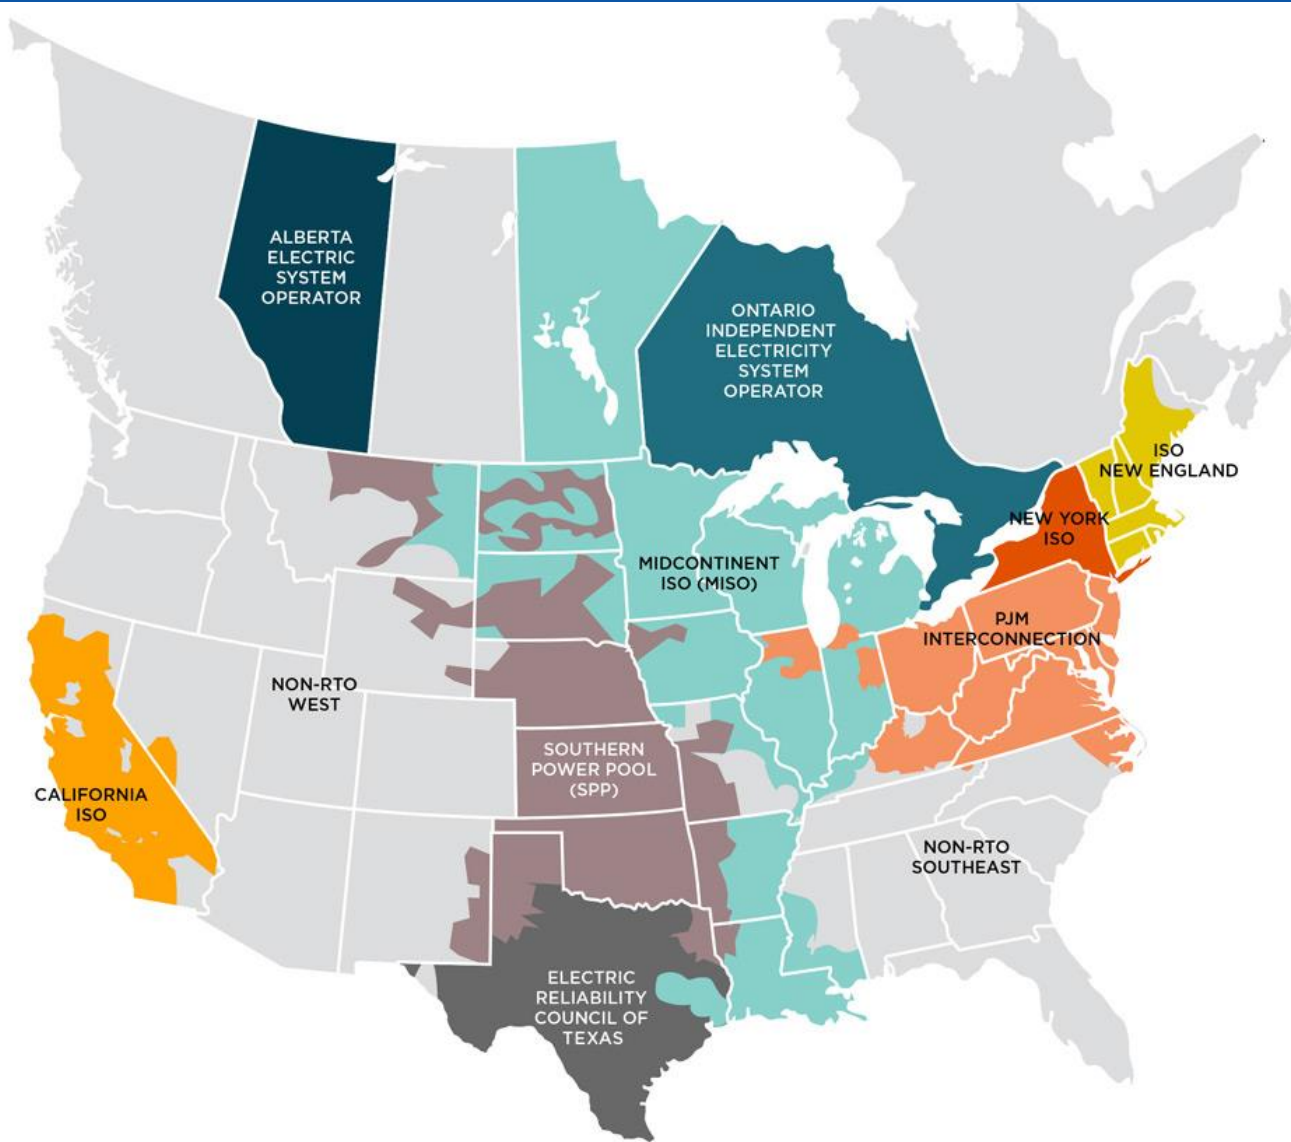 ALBERTA
ELECTRIC
SYSTEM
OPERATOR
ONTARIO
INDEPENDENT
ELECTRICITY
SYSTEM
OPERATOR
ISO
NEW ENGLAND
NEW YORK
ISO
MIDCONTINENT
ISO (MISO)
PJM
INTERCONNECTION
NON-RTO
WEST
SOUTHERN
POWER POOL
(SPP)
CALIFORNIA
ISO
NON-RTO
SOUTHEAST
ELECTRIC
RELIABILITY
COUNCIL OF
TEXAS